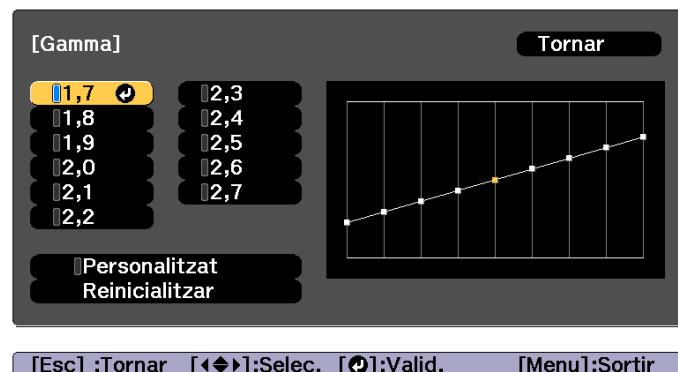 [Gamma]
Tornar
1,7
1,8
1,9
2,0
2,1
2,2
2,3
2,4
2,5
2,6
2,7
Personalitzat
Reinicialitzar
[Esc] :Tornar [◀◆▶]:Selec. [↵]:Valid. [Menu]:Sortir